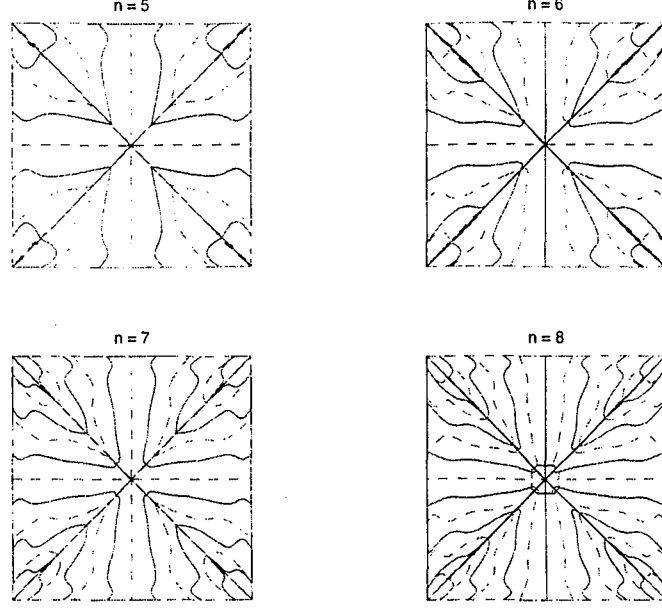 n = 5
n = 6
n = 7
n = 8